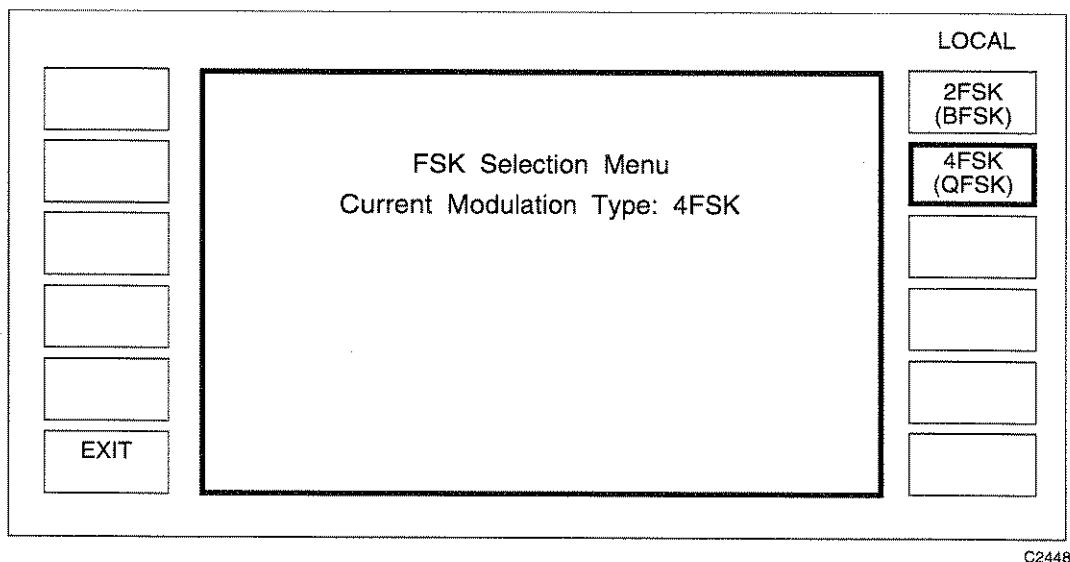 LOCAL
2FSK
(BFSK)
FSK Selection Menu
4FSK
(QFSK)
Current Modulation Type: 4FSK
EXIT
C2448